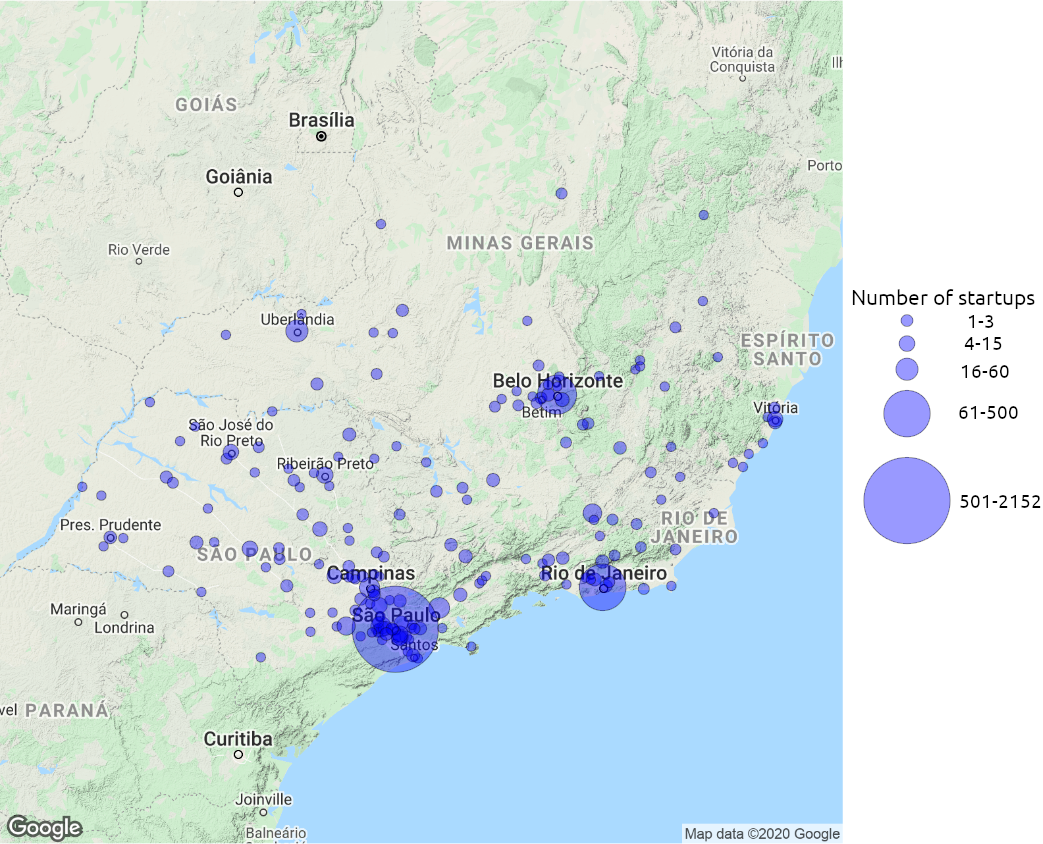 Vitória da
Conquista
Ilh
GOIÁS
Brasília
Porto
Goiânia
MINAS GERAIS
Rio Verde
Number of startups
1-3
Uberlândia
4-15
ESPÍRITO
SANTO
16-60
Belo Horizonte
Betim
Vitória
61-500
São José do
Rio Preto
Ribeirão Preto
501-2152
Pres. Prudente
RIO DE
JANEIRO
SÃO PAULO
Campinas
Rio de Janeiro
Maringá
Londrina
São Paulo
Santos
vel
PARANÁ
Curitiba
Joinville
Balneário
Google
Map data ©2020 Google